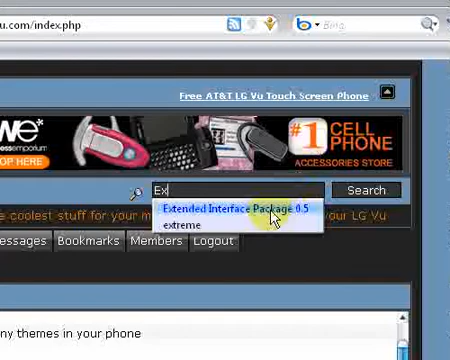 u.com/index.php
Free AT&T LG Vu Touch Screen Phone
we*
essemporium
OP HERE
#1 CELL
PHONE
ACCESSORIES STORE
Ex
Search
Extended Interface Package 0.5
e coolest stuff for your m
your LG Vu
extreme
essages
Bookmarks
Members
Logout
ny themes in your phone